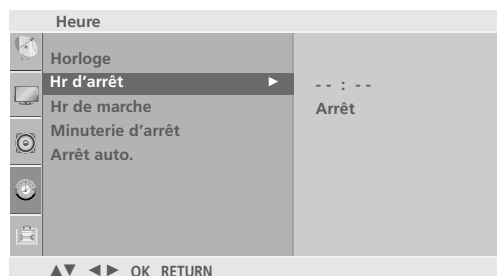 Heure
Horloge
Hr d’arrêt ►
- - : - -
Hr de marche
Arrêt
Minuterie d’arrêt
Arrêt auto.
▲▼ ◄► OK RETURN